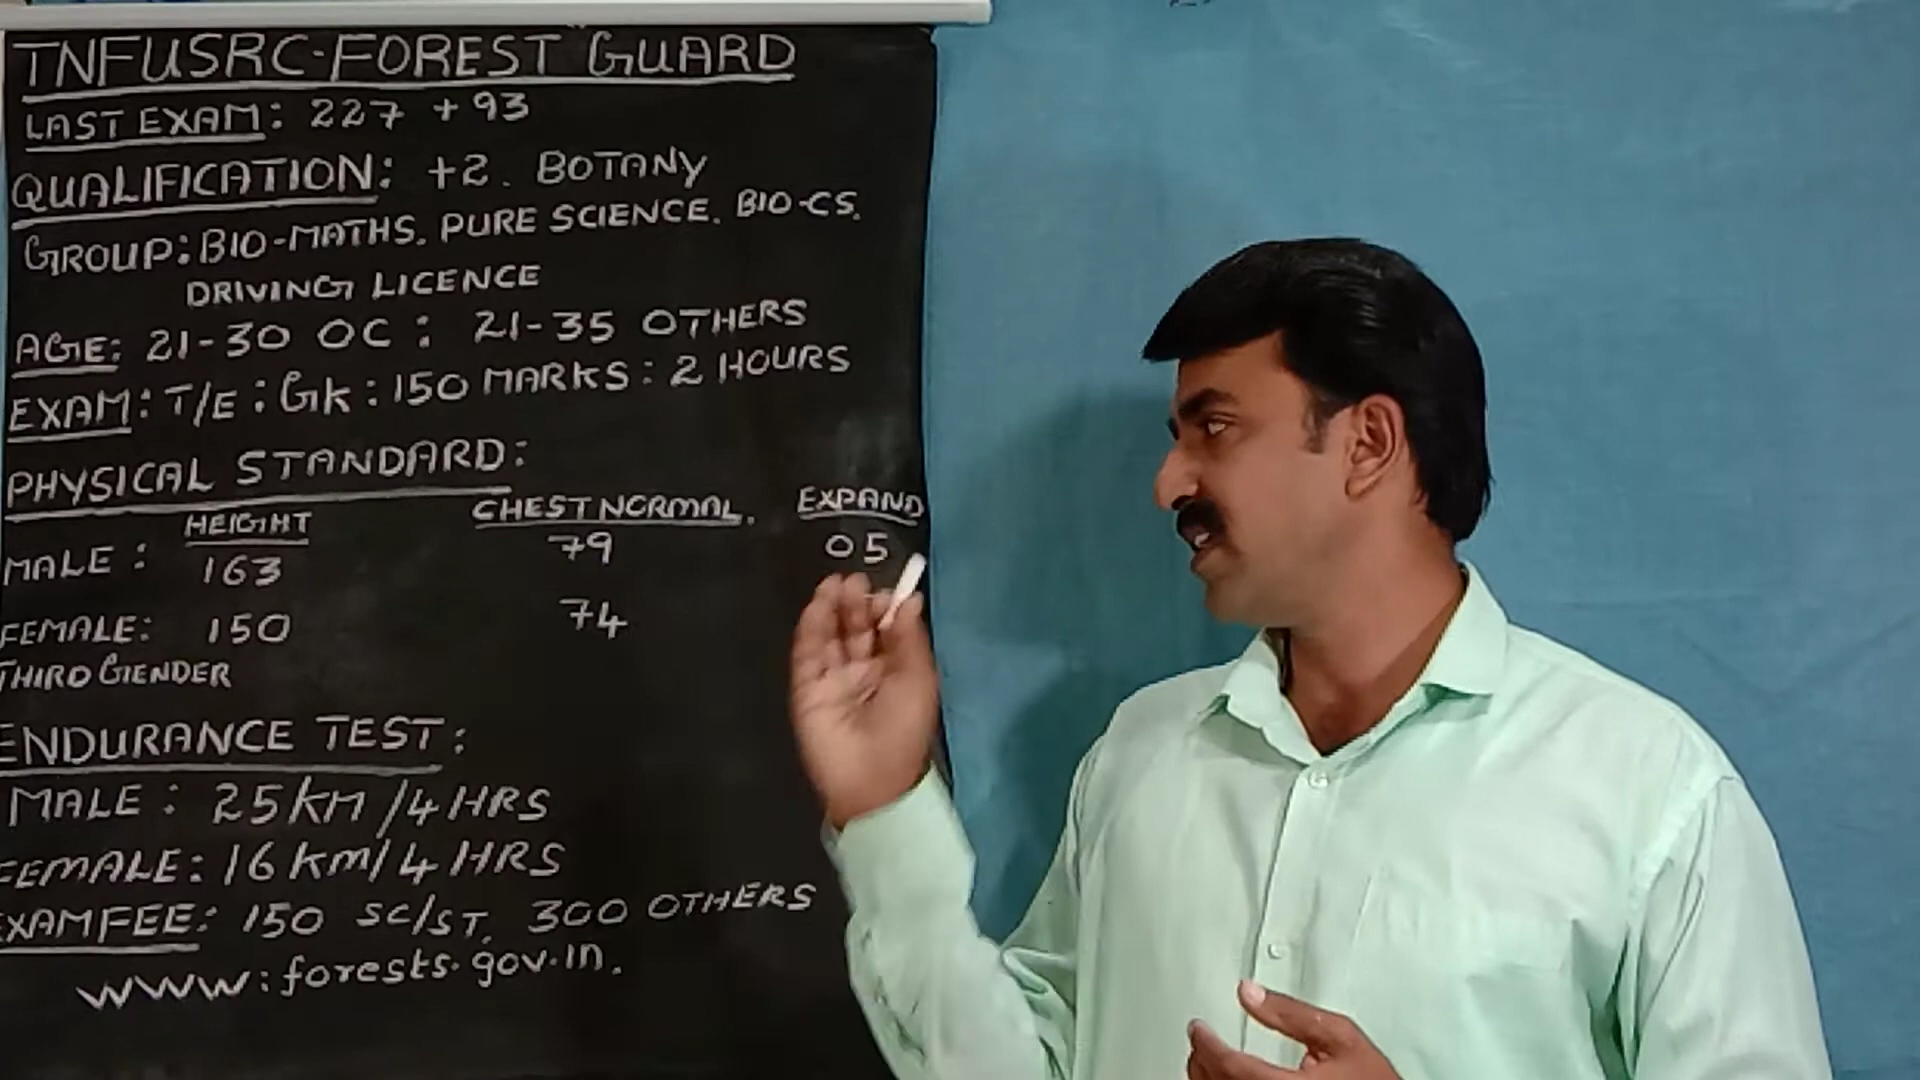 TNFUSRC-FOREST GUARD
LAST EXAM: 227 + 93
QUALIFICATION: +2. BOTANY
GROUP: BIO-MATHS. PURE SCIENCE. BIO-CS.
DRIVING LICENCE
AGE: 21-30 OC : 21-35 OTHERS
EXAM: T/E : GK : 150 MARKS : 2 HOURS
PHYSICAL STANDARD:
HEIGHT CHEST NORMAL. EXPAND
MALE : 163 79 05
FEMALE: 150 74
THIRD GENDER
ENDURANCE TEST:
MALE : 25 KM /4 HRS
FEMALE: 16 KM/4 HRS
EXAM FEE: 150 SC/ST. 300 OTHERS
WWW:forests.gov.in.